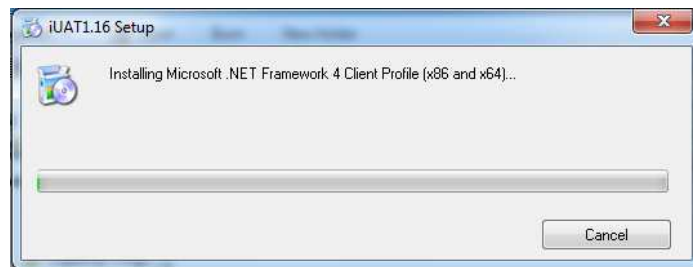 iUAT1.16 Setup
Installing Microsoft .NET Framework 4 Client Profile (x86 and x64)...
Cancel